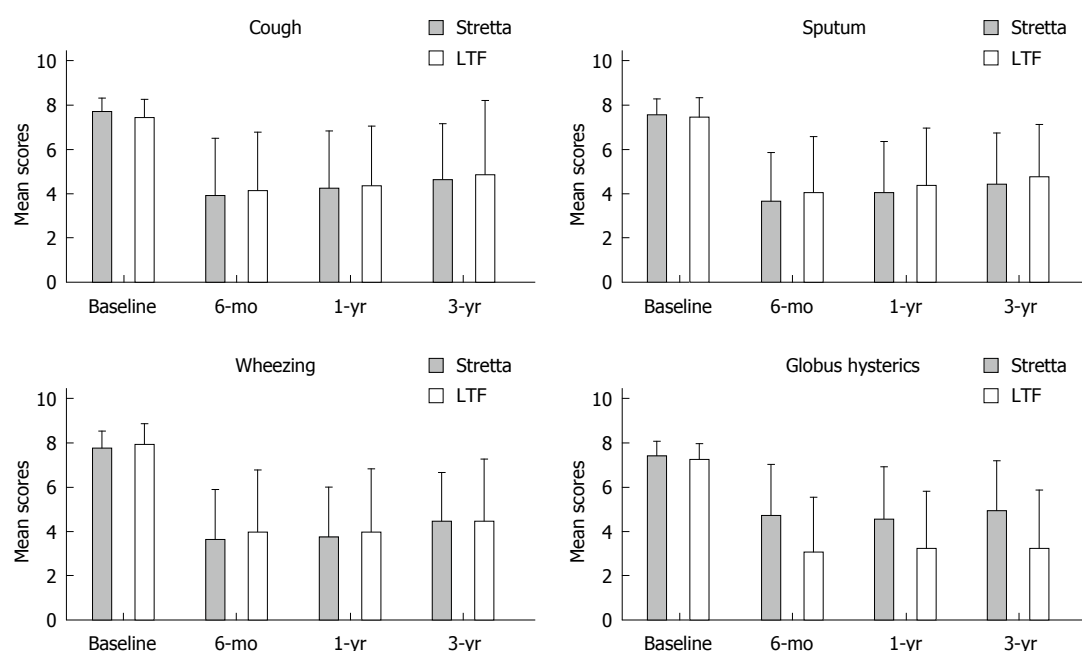 Cough
Stretta
LTF
Mean scores
10
8
6
4
2
0
Baseline 6-mo 1-yr 3-yr
Sputum
Stretta
LTF
Mean scores
10
8
6
4
2
0
Baseline 6-mo 1-yr 3-yr
Wheezing
Stretta
LTF
Mean scores
10
8
6
4
2
0
Baseline 6-mo 1-yr 3-yr
Globus hysterics
Stretta
LTF
Mean scores
10
8
6
4
2
0
Baseline 6-mo 1-yr 3-yr